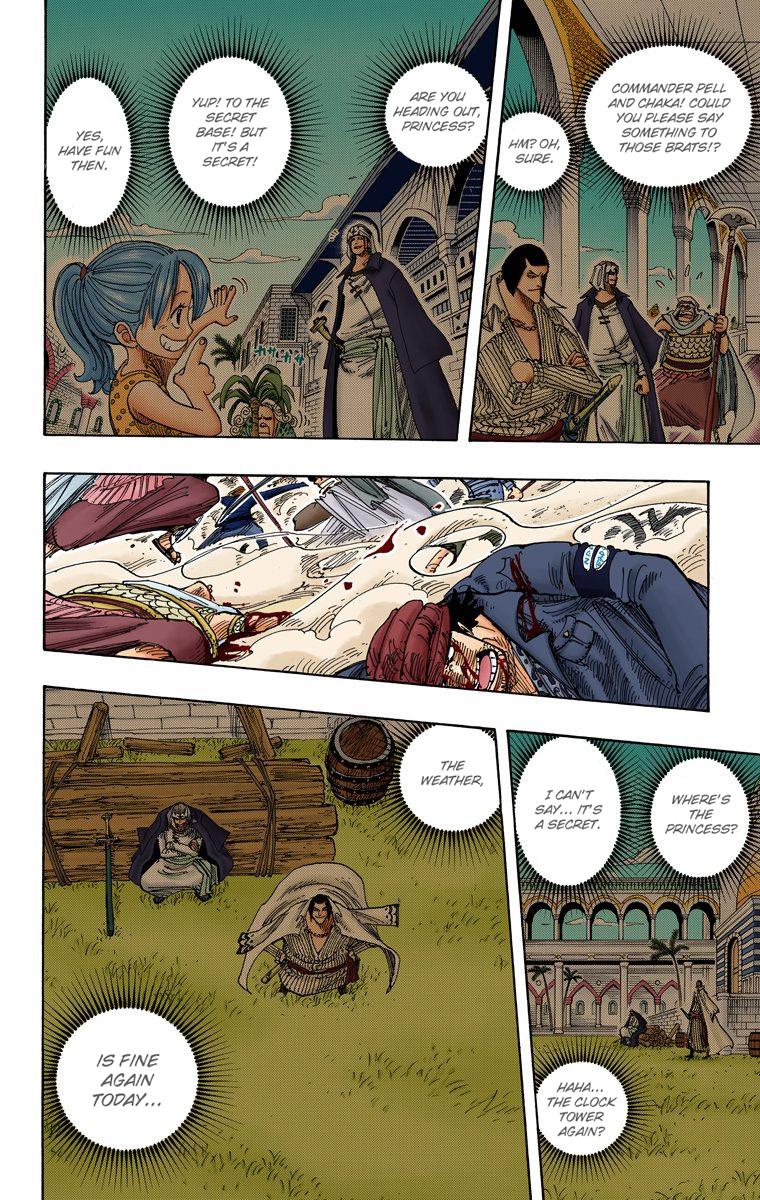 COMMANDER PELL
AND CHAKA! COULD
YOU PLEASE SAY
SOMETHING TO
THOSE BRATS!?
HM? OH,
SURE.
ARE YOU
HEADING OUT,
PRINCESS?
YUP! TO THE
SECRET
BASE! BUT
IT'S A
SECRET!
YES,
HAVE FUN
THEN.
WHERE'S
THE
PRINCESS?
I CAN'T
SAY... IT'S
A SECRET.
HAHA...
THE CLOCK
TOWER
AGAIN?
THE
WEATHER,
IS FINE
AGAIN
TODAY...